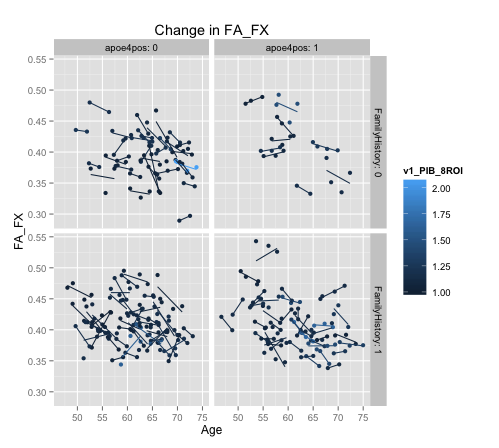 Change in FA_FX
apoe4pos: 0
apoe4pos: 1
0.55
0.50
0.45
0.40
0.35
0.30
FamilyHistory: 0
0.55
0.50
0.45
0.40
0.35
0.30
FamilyHistory: 1
FA_FX
50 55 60 65 70 75
50 55 60 65 70 75
Age
v1_PIB_8ROI
2.00
1.75
1.50
1.25
1.00